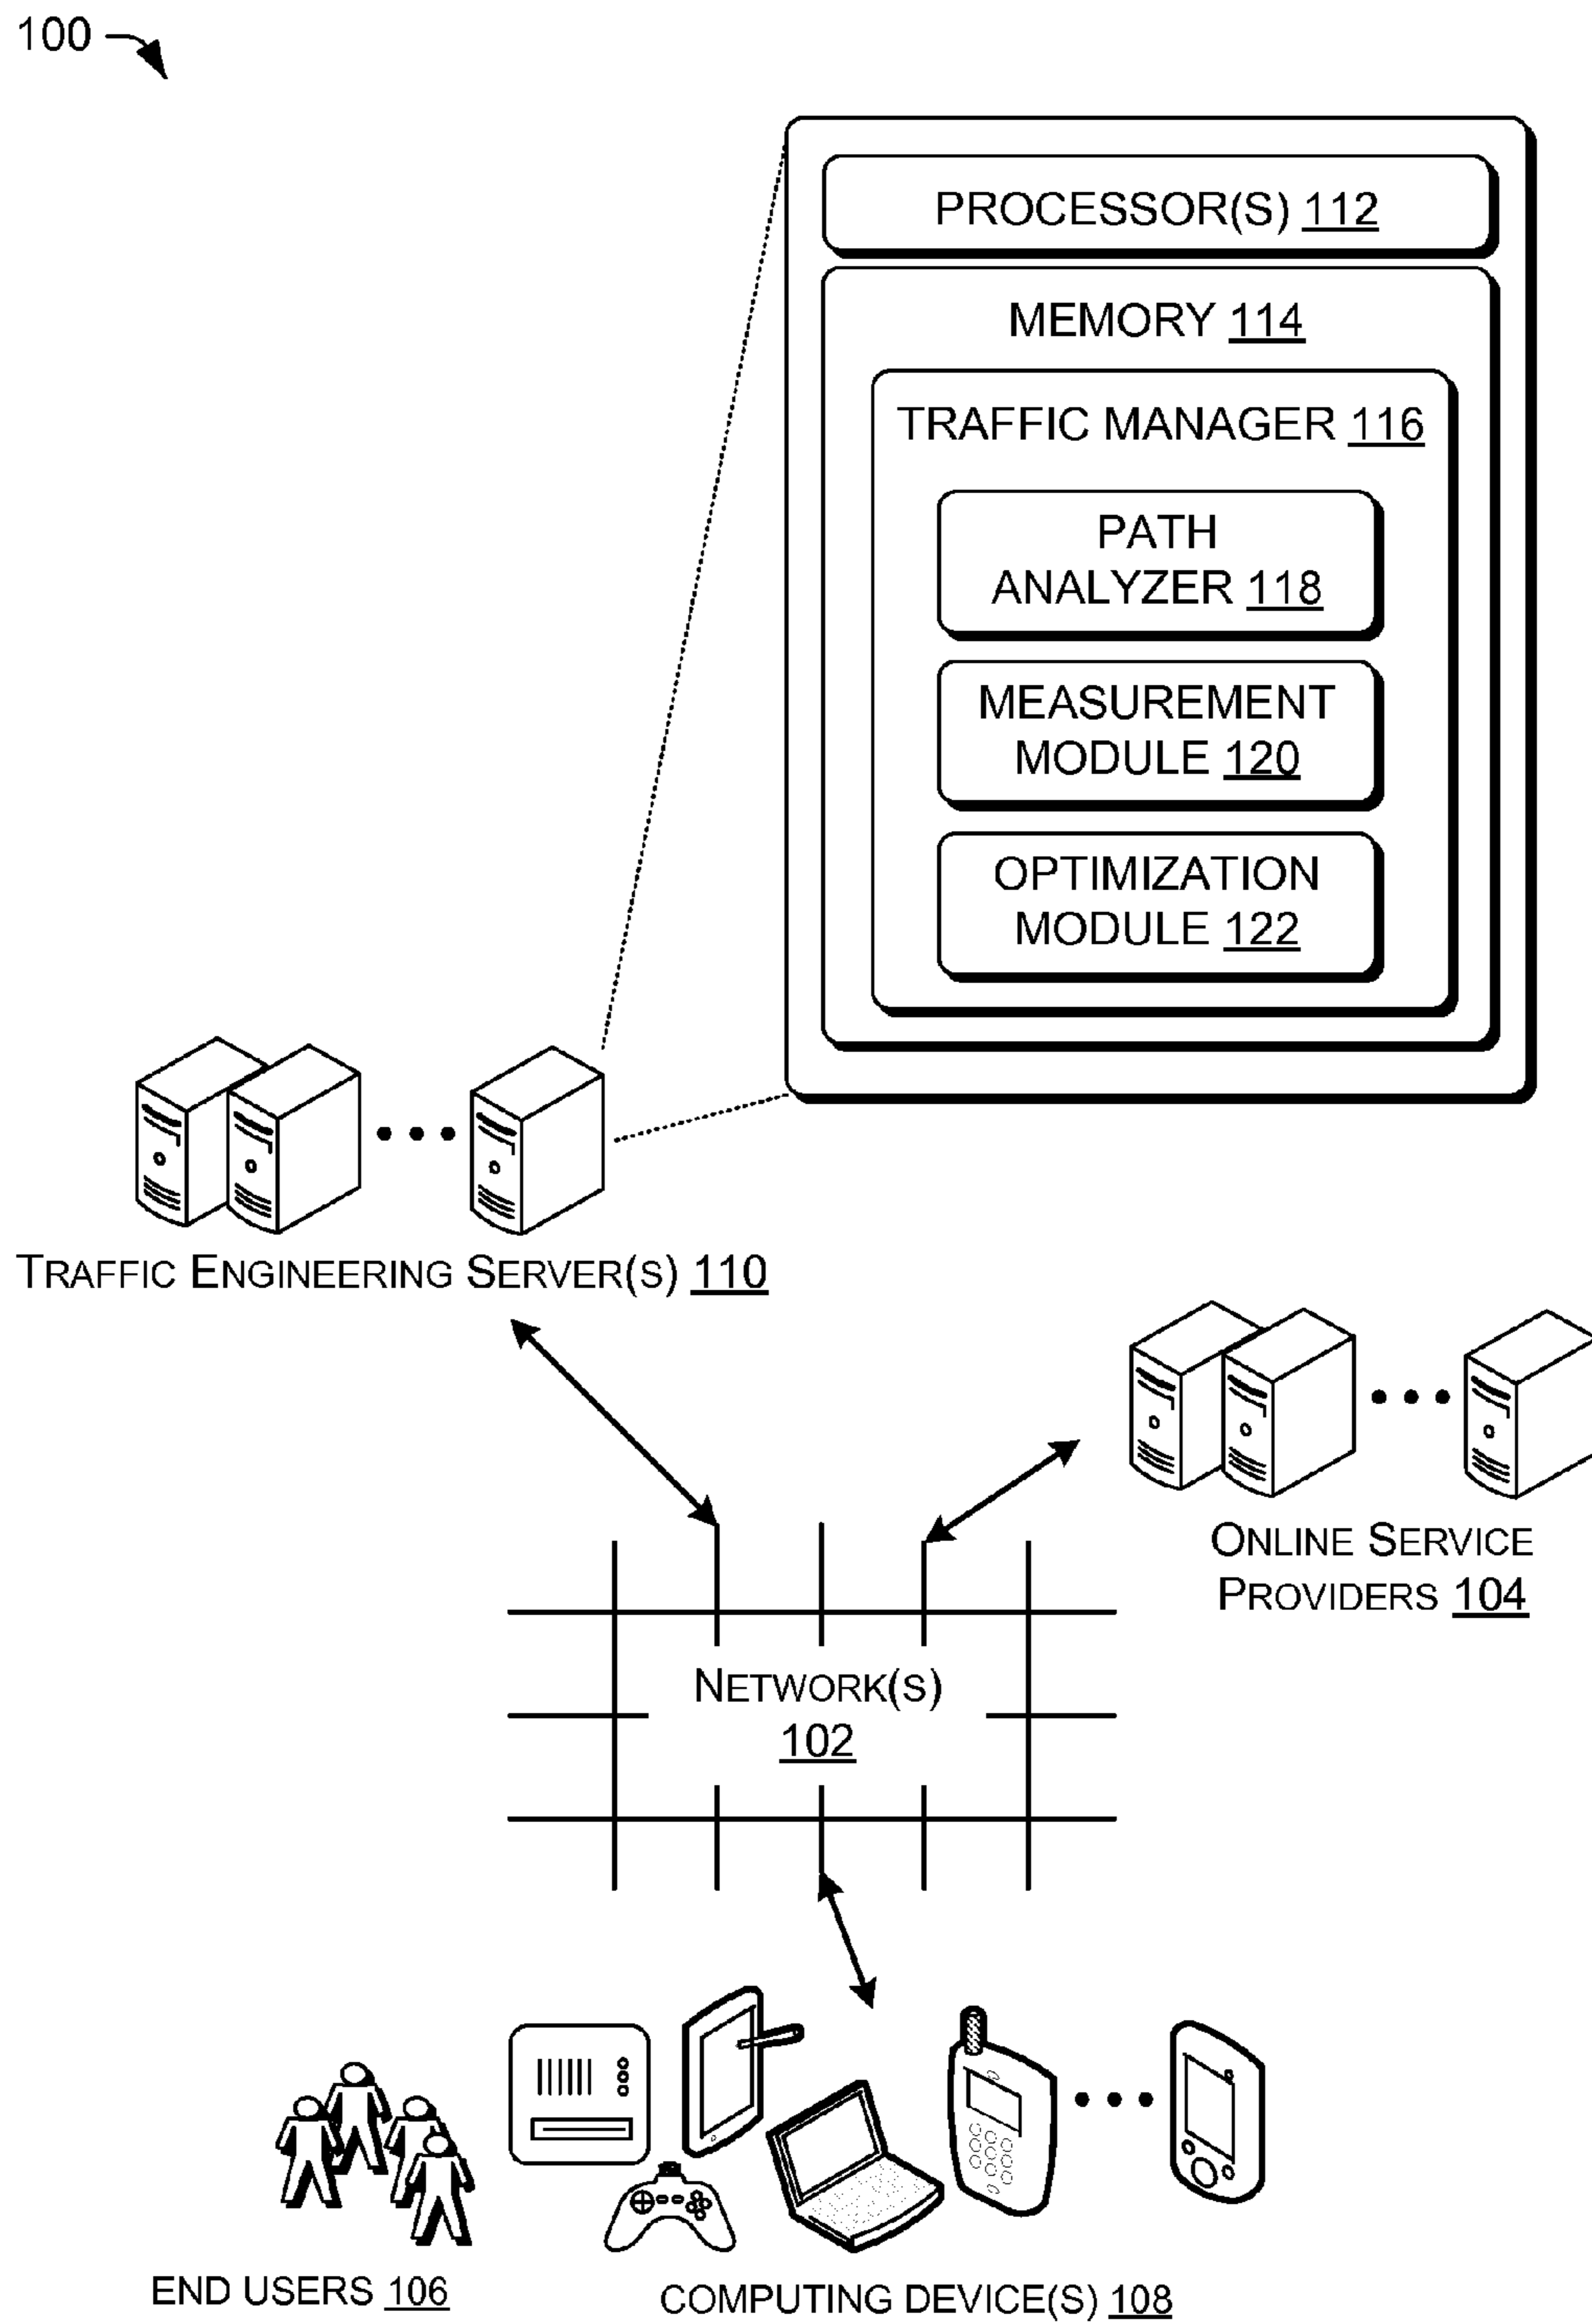 100
PROCESSOR(S) 112
MEMORY 114
TRAFFIC MANAGER 116
PATH
ANALYZER 118
MEASUREMENT
MODULE 120
OPTIMIZATION
MODULE 122
TRAFFIC ENGINEERING SERVER(S) 110
ONLINE SERVICE
PROVIDERS 104
NETWORK(S)
102
END USERS 106
COMPUTING DEVICE(S) 108